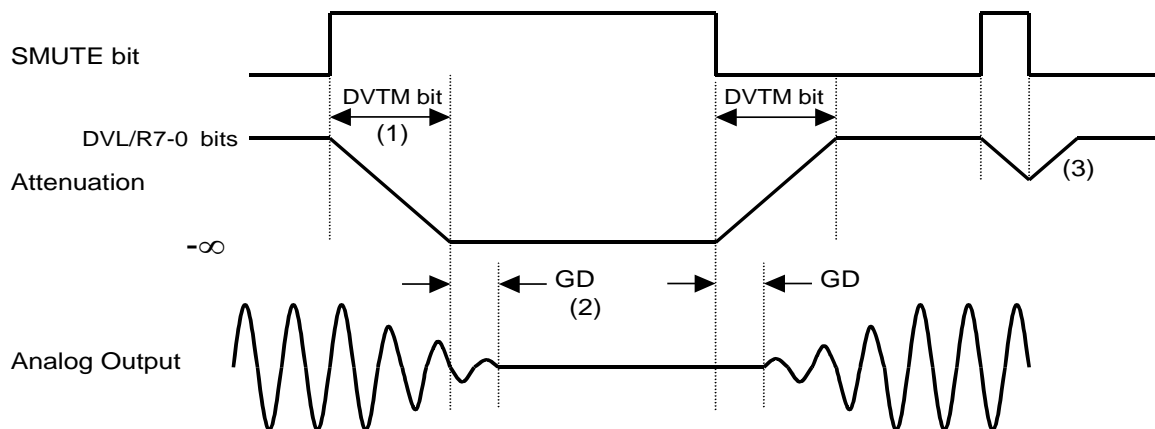 SMUTE bit
DVTM bit
DVTM bit
DVL/R7-0 bits
(1)
(3)
Attenuation
-∞
GD
GD
(2)
Analog Output